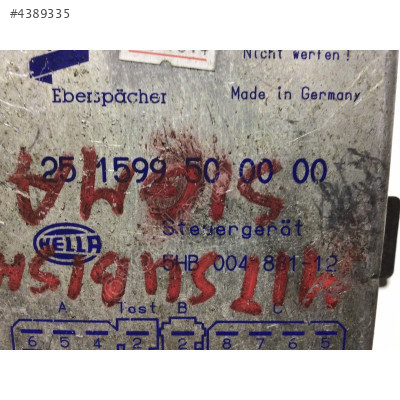 #4389335
Nicht werfen!
Eberspächer
Made in Germany
25 1599 50 00 00
Steuergerät
HELLA
5HB 004 831-12
A Test B C
6 5 4 2 2 8 7 6 5